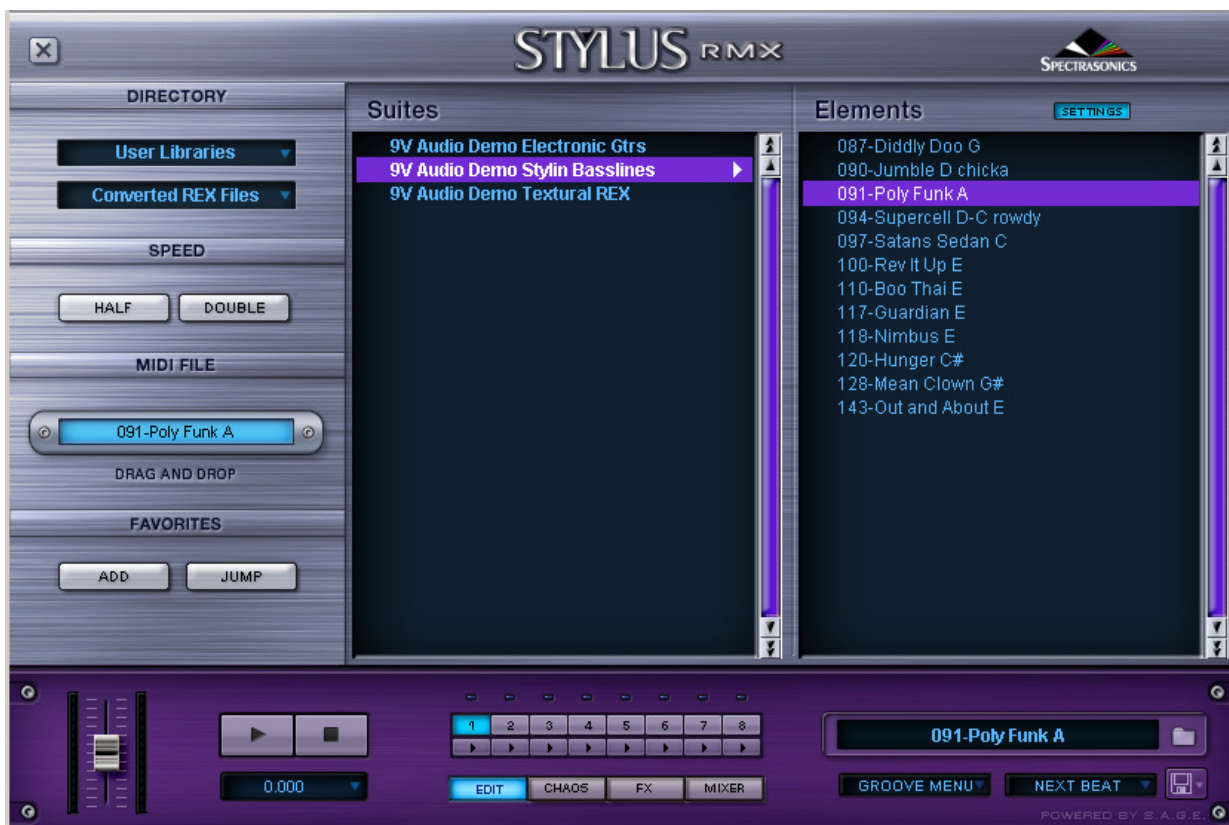 STYLUS RMX
SPECTRASONICS
DIRECTORY
User Libraries
Converted REX Files
SPEED
HALF
DOUBLE
MIDI FILE
091-Poly Funk A
DRAG AND DROP
FAVORITES
ADD
JUMP
Suites
9V Audio Demo Electronic Gtrs
9V Audio Demo Stylin Basslines
9V Audio Demo Textural REX
Elements
SETTINGS
087-Diddly Doo G
090-Jumble D chicka
091-Poly Funk A
094-Supercell D-C rowdy
097-Satans Sedan C
100-Rev It Up E
110-Boo Thai E
117-Guardian E
118-Nimbus E
120-Hunger C#
128-Mean Clown G#
143-Out and About E
0.000
1 2 3 4 5 6 7 8
EDIT CHAOS FX MIXER
091-Poly Funk A
GROOVE MENU
NEXT BEAT
POWERED BY S.A.G.E.